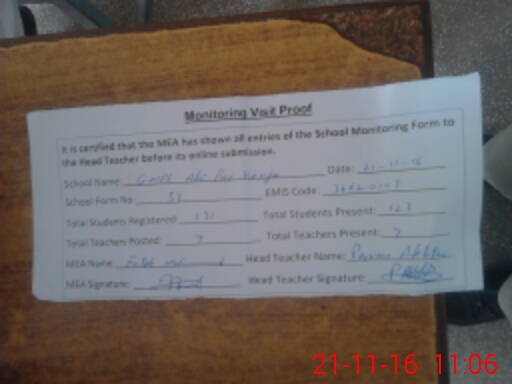 Monitoring Visit Proof
It is certified that the MEA has shown all entries of the School Monitoring Form to
the Head Teacher before its online submission.
School Name: GMPS Date: 21-11-16
School Form No 51 EMIS Code:
Total Students Registered: 131 Total Students Present: 123
Total Teachers Posted: 7 Total Teachers Present: 7
MEA Name: Head Teacher Name:
MEA Signature: Head Teacher Signature:
21-11-16 11:06